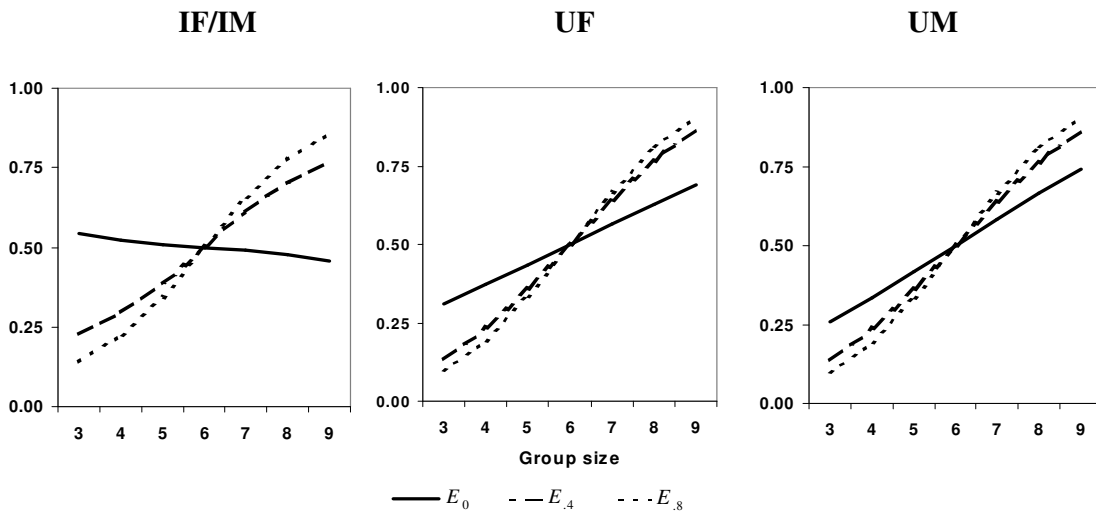 IF/IM UF UM
1.00 1.00 1.00
0.75 0.75 0.75
0.50 0.50 0.50
0.25 0.25 0.25
0.00 0.00 0.00
3 4 5 6 7 8 9 3 4 5 6 7 8 9 3 4 5 6 7 8 9
Group size
E0 E.4 E.8